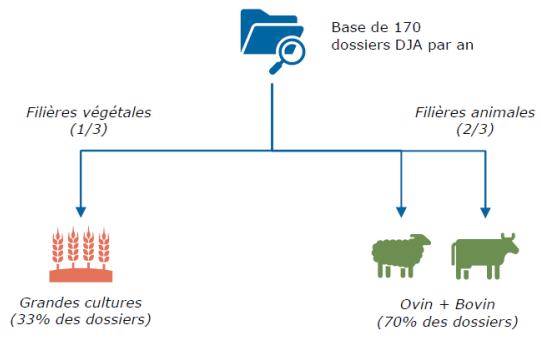 Base de 170
dossiers DJA par an
Filières végétales
(1/3)
Filières animales
(2/3)
Grandes cultures
(33% des dossiers)
Ovin + Bovin
(70% des dossiers)